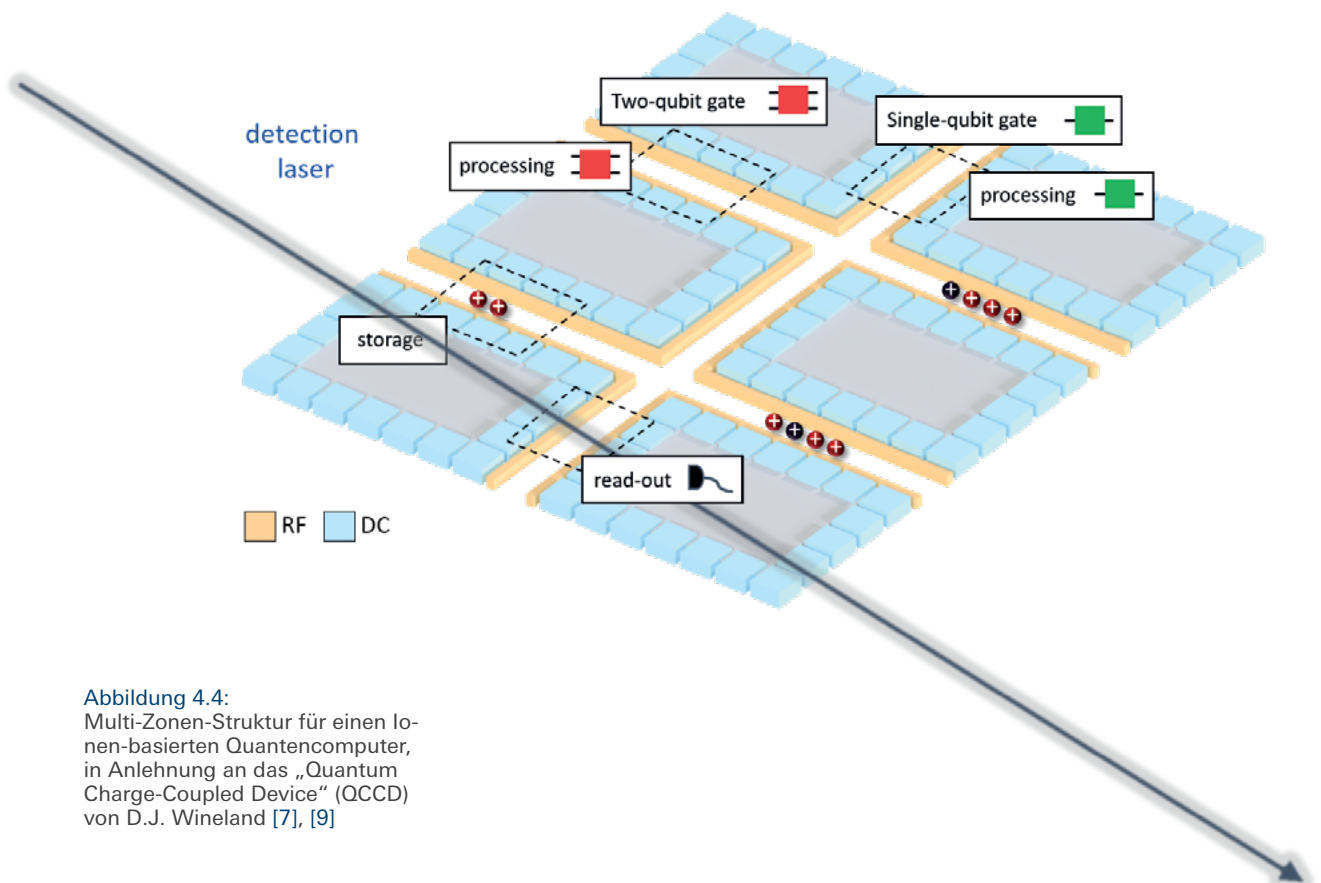 Two-qubit gate
Single-qubit gate
detection
laser
processing
processing
+ + + + + +
storage
+ + + +
read-out
RF DC
Abbildung 4.4:
Multi-Zonen-Struktur für einen Io-
nen-basierten Quantencomputer,
in Anlehnung an das „Quantum
Charge-Coupled Device“ (QCCD)
von D.J. Wineland [7], [9]